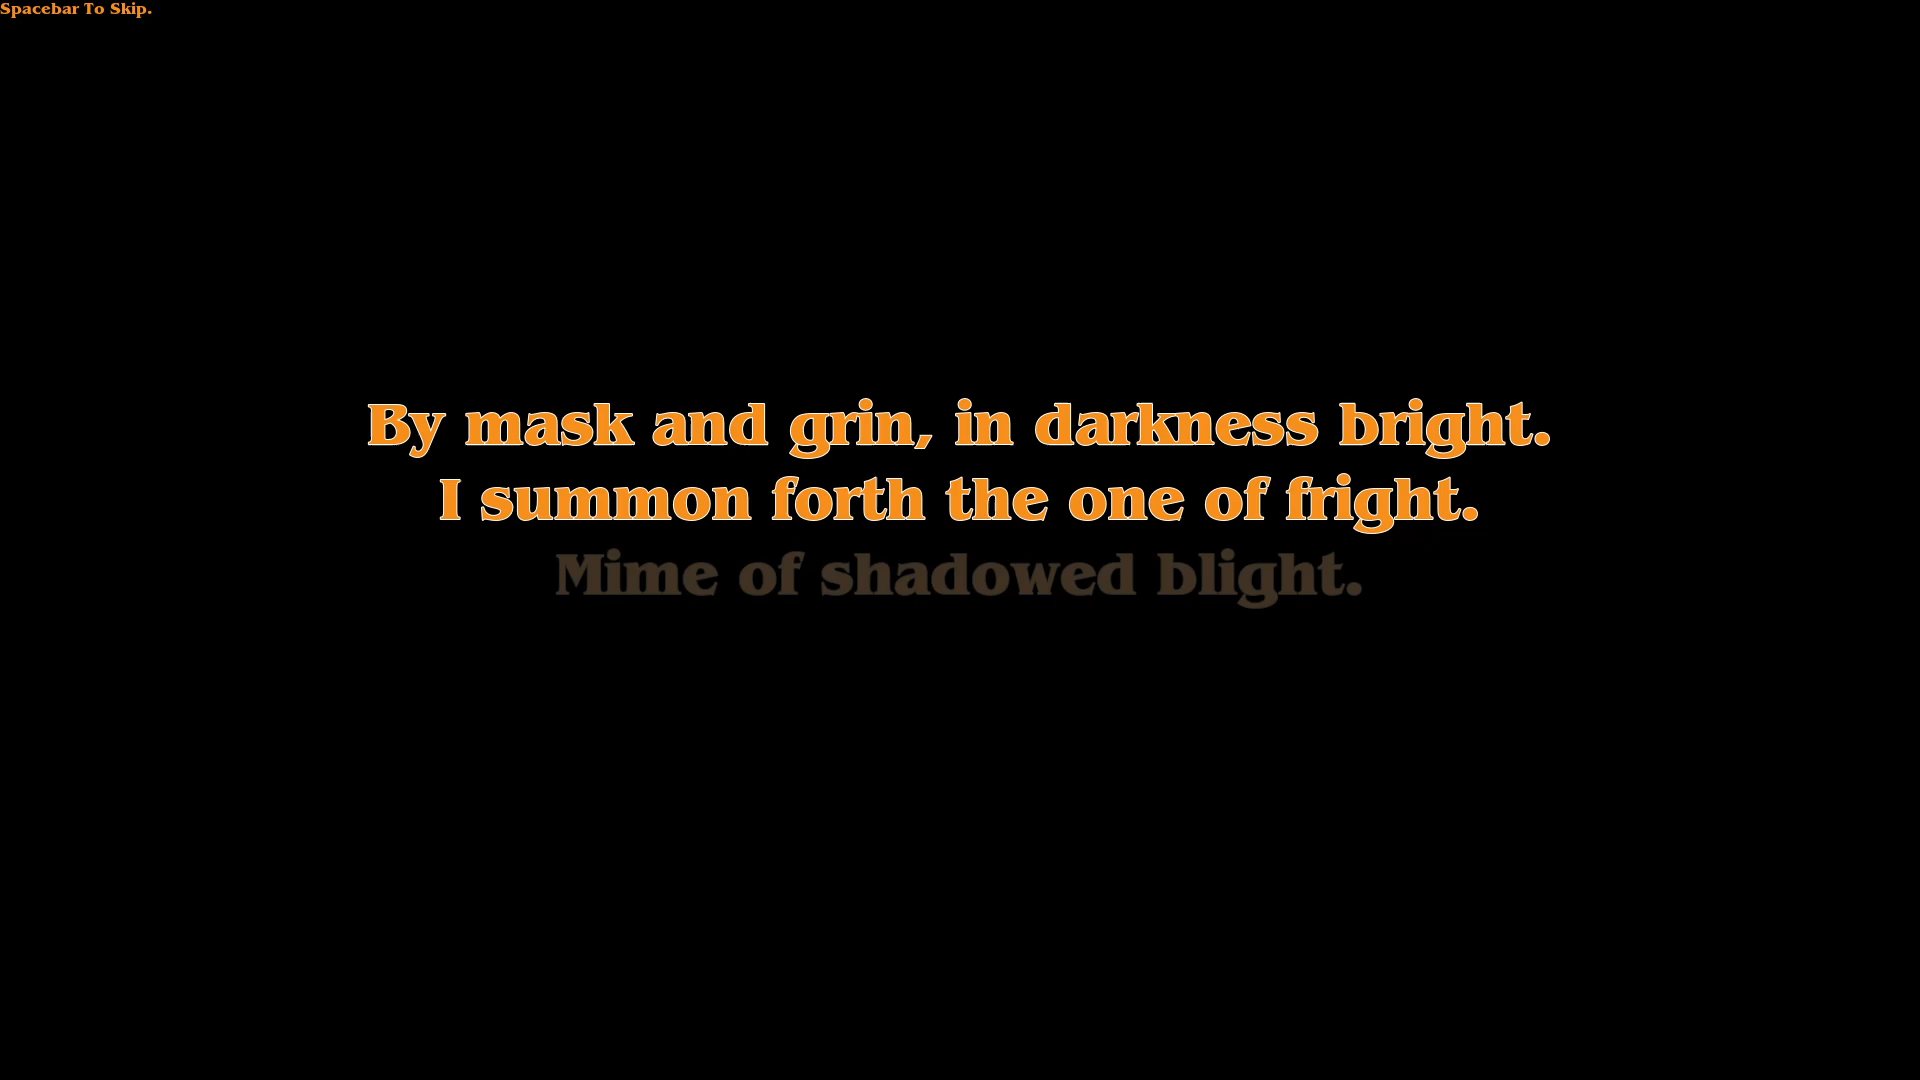 Spacebar To Skip.
By mask and grin, in darkness bright.
I summon forth the one of fright.
Mime of shadowed blight.